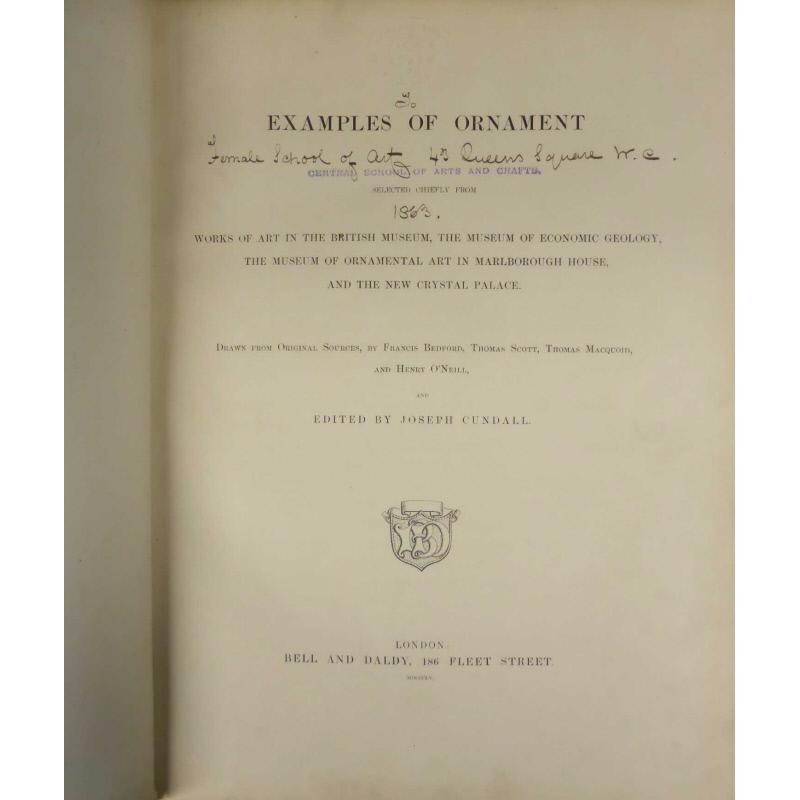 To
EXAMPLES OF ORNAMENT
Female School of Art, 43 Queens Square W.C.
CENTRAL SCHOOL OF ARTS AND CRAFTS.
SELECTED CHIEFLY FROM
1863.
WORKS OF ART IN THE BRITISH MUSEUM, THE MUSEUM OF ECONOMIC GEOLOGY,
THE MUSEUM OF ORNAMENTAL ART IN MARLBOROUGH HOUSE,
AND THE NEW CRYSTAL PALACE.
DRAWN FROM ORIGINAL SOURCES, BY FRANCIS BEDFORD, THOMAS SCOTT, THOMAS MACQUOID,
AND HENRY O'NEILL,
AND
EDITED BY JOSEPH CUNDALL.
LONDON:
BELL AND DALDY, 186 FLEET STREET.
MDCCCLV.